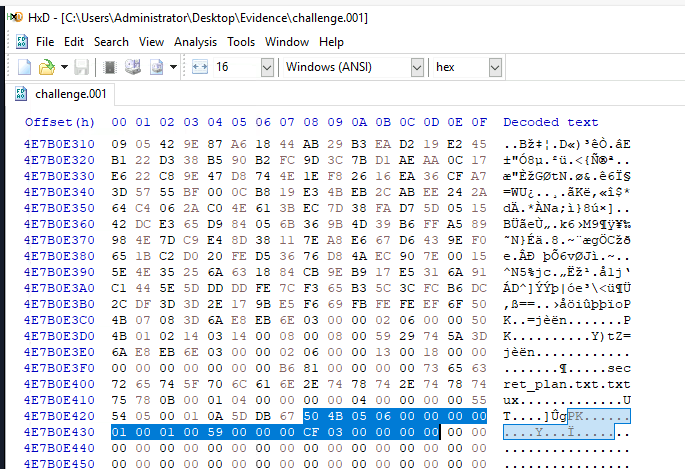 HxD - [C:\Users\Administrator\Desktop\Evidence\challenge.001]
File Edit Search View Analysis Tools Window Help
16 Windows (ANSI) hex
challenge.001
Offset(h) 00 01 02 03 04 05 06 07 08 09 0A 0B 0C 0D 0E 0F Decoded text
4E7B0E310 09 05 42 9E 87 A6 18 44 AB 29 B3 EA D2 19 E2 45 ..Bž‡¦.D«)³êÒ.âE
4E7B0E320 B1 22 D3 38 B5 90 B2 FC 9D 3C 7B D1 AE AA 0C 17 ±"Ó8µ.²ü.<{Ñ®ª..
4E7B0E330 E6 22 C8 9E 47 D8 74 4E 1E F8 26 16 EA 36 CF A7 æ"ÈžGØtN.ø&.ê6Ï§
4E7B0E340 3D 57 55 BF 00 0C B8 19 E3 4B EB 2C AB EE 24 2A =WU¿..¸.ãKë,«î$*
4E7B0E350 64 C4 06 2A C0 4E 61 3B EC 7D 38 FA D7 5D 05 15 dÄ.*ÀNa;ì}8ú×]..
4E7B0E360 42 DC E3 65 D9 84 05 6B 36 9B 4D 39 B6 FF A5 89 BÜãeÙ„.k6›M9¶ÿ¥‰
4E7B0E370 98 4E 7D C9 E4 8D 38 11 7E A8 E6 67 D6 43 9E F0 ˜N}Éä.8.~¨ægÖCžð
4E7B0E380 65 1B C2 D0 20 FE D5 36 76 D8 4A EC 90 7E 00 15 e.ÂÐ þÕ6vØJì.~..
4E7B0E390 5E 4E 35 25 6A 63 18 84 CB 9E B9 17 E5 31 6A 91 ^N5%jc.„Ëž¹.å1j‘
4E7B0E3A0 C1 44 5E 5D DD DD FE 7C F3 65 B3 5C 3C FC B6 DC ÁD^]ÝÝþ|óe³\<ü¶Ü
4E7B0E3B0 2C DF 3D 3D 2E 17 9B E5 F6 69 FB FE FE EF 6F 50 ,ß==..›åöiûþþïoP
4E7B0E3C0 4B 07 08 3D 6A E8 EB 6E 03 00 00 02 06 00 00 50 K..=jèën.......P
4E7B0E3D0 4B 01 02 14 03 14 00 08 00 08 00 59 29 74 5A 3D K..........Y)tZ=
4E7B0E3E0 6A E8 EB 6E 03 00 00 02 06 00 00 13 00 18 00 00 jèën............
4E7B0E3F0 00 00 00 00 00 00 00 B6 81 00 00 00 00 73 65 63 .......¶.....sec
4E7B0E400 72 65 74 5F 70 6C 61 6E 2E 74 78 74 2E 74 78 74 ret_plan.txt.txt
4E7B0E410 75 78 0B 00 01 04 00 00 00 00 04 00 00 00 00 55 ux.............U
4E7B0E420 54 05 00 01 0A 5D DB 67 50 4B 05 06 00 00 00 00 T....]ÛgPK......
4E7B0E430 01 00 01 00 59 00 00 00 CF 03 00 00 00 00 00 00 ....Y...Ï.......
4E7B0E440 00 00 00 00 00 00 00 00 00 00 00 00 00 00 00 00 ................
4E7B0E450 00 00 00 00 00 00 00 00 00 00 00 00 00 00 00 00 ................